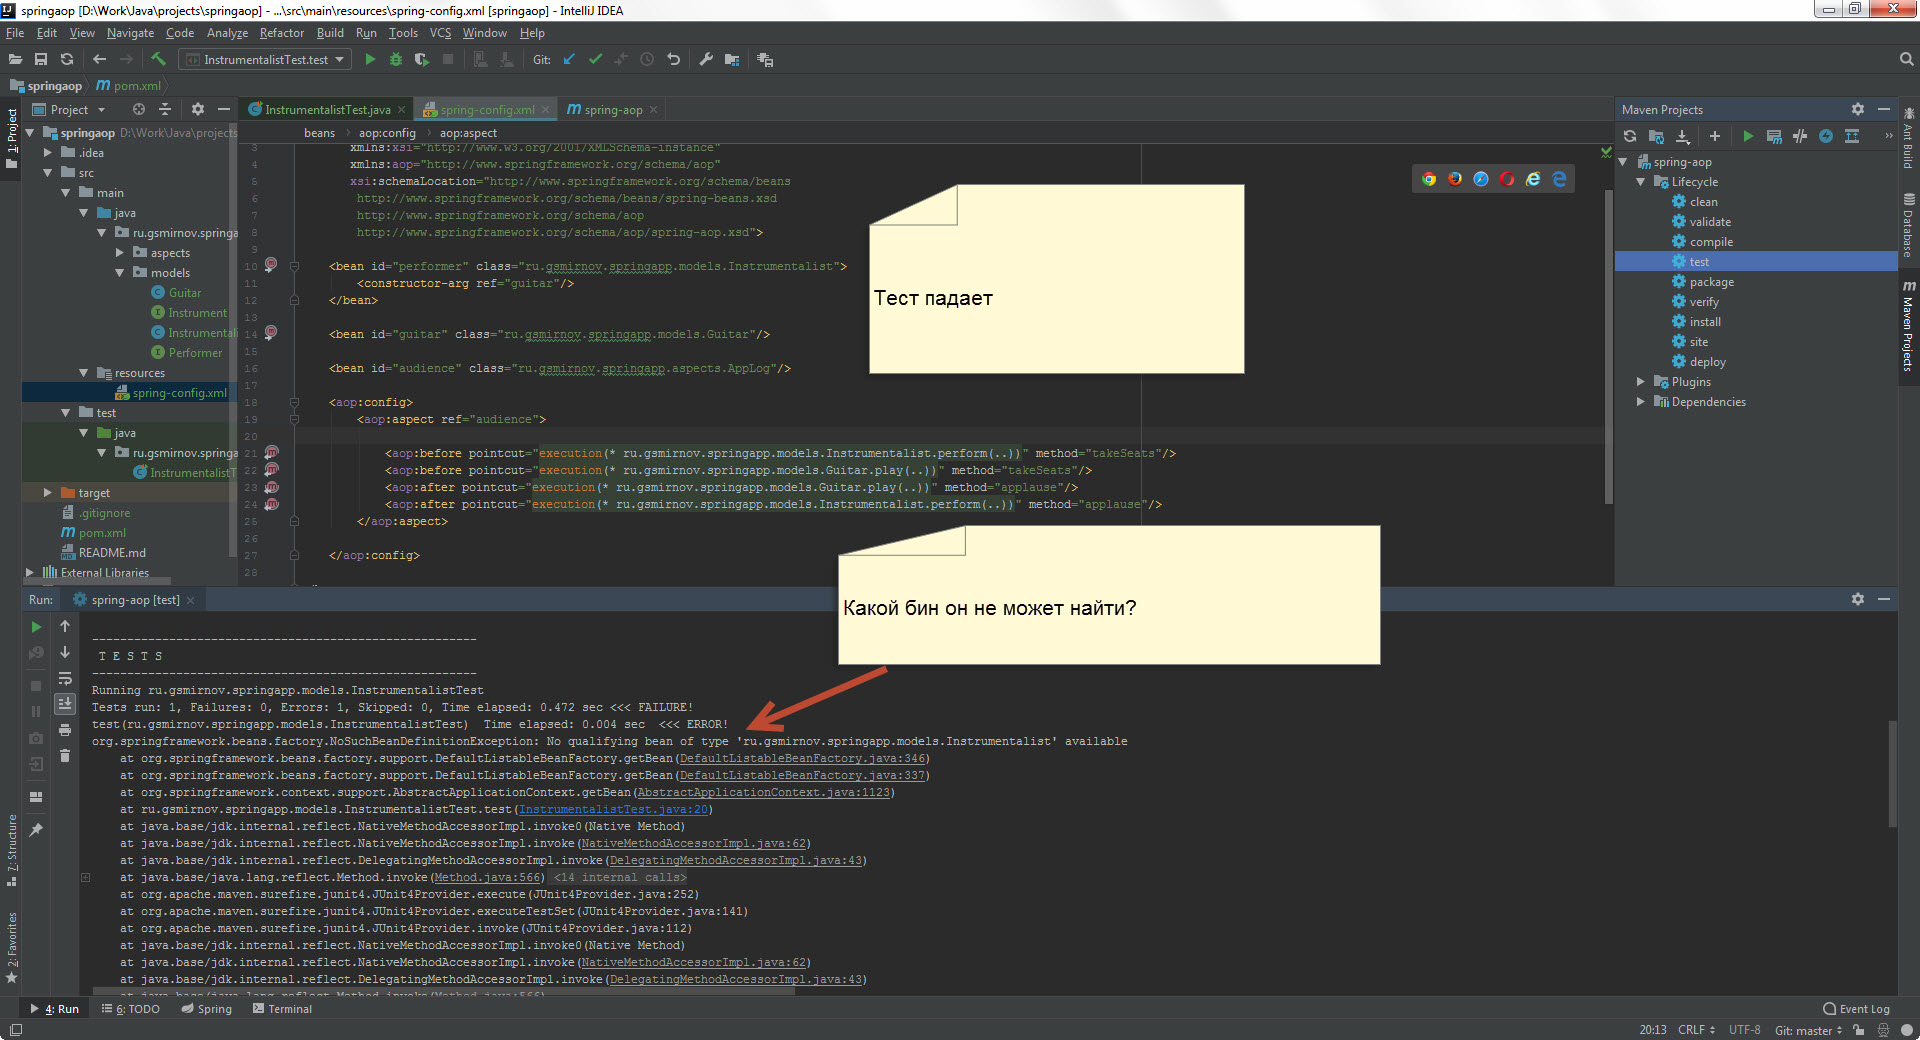 springaop [D:\Work\Java\projects\springaop] - ...\src\main\resources\spring-config.xml [springaop] - IntelliJ IDEA
File Edit View Navigate Code Analyze Refactor Build Run Tools VCS Window Help
InstrumentalistTest.test Git:
springaop pom.xml
1: Project
Project
springaop D:\Work\Java\projects
.idea
src
main
java
ru.gsmirnov.springa
aspects
models
Guitar
Instrument
Instrumentali
Performer
resources
spring-config.xml
test
java
ru.gsmirnov.springa
InstrumentalistT
target
.gitignore
pom.xml
README.md
External Libraries
InstrumentalistTest.java spring-config.xml spring-aop
beans aop:config aop:aspect
3 xmlns:xsi="http://www.w3.org/2001/XMLSchema-instance"
4 xmlns:aop="http://www.springframework.org/schema/aop"
5 xsi:schemaLocation="http://www.springframework.org/schema/beans
6 http://www.springframework.org/schema/beans/spring-beans.xsd
7 http://www.springframework.org/schema/aop
8 http://www.springframework.org/schema/aop/spring-aop.xsd">
9
10 <bean id="performer" class="ru.gsmirnov.springapp.models.Instrumentalist">
11 <constructor-arg ref="guitar"/>
12 </bean>
13
14 <bean id="guitar" class="ru.gsmirnov.springapp.models.Guitar"/>
15
16 <bean id="audience" class="ru.gsmirnov.springapp.aspects.AppLog"/>
17
18 <aop:config>
19 <aop:aspect ref="audience">
20
21 <aop:before pointcut="execution(* ru.gsmirnov.springapp.models.Instrumentalist.perform(..))" method="takeSeats"/>
22 <aop:before pointcut="execution(* ru.gsmirnov.springapp.models.Guitar.play(..))" method="takeSeats"/>
23 <aop:after pointcut="execution(* ru.gsmirnov.springapp.models.Guitar.play(..))" method="applause"/>
24 <aop:after pointcut="execution(* ru.gsmirnov.springapp.models.Instrumentalist.perform(..))" method="applause"/>
25 </aop:aspect>
26
27 </aop:config>
28
Тест падает
Какой бин он не может найти?
Maven Projects
spring-aop
Lifecycle
clean
validate
compile
test
package
verify
install
site
deploy
Plugins
Dependencies
Ant Build
Database
Maven Projects
Run: spring-aop [test]
-------------------------------------------------------
T E S T S
-------------------------------------------------------
Running ru.gsmirnov.springapp.models.InstrumentalistTest
Tests run: 1, Failures: 0, Errors: 1, Skipped: 0, Time elapsed: 0.472 sec <<< FAILURE!
test(ru.gsmirnov.springapp.models.InstrumentalistTest) Time elapsed: 0.004 sec <<< ERROR!
org.springframework.beans.factory.NoSuchBeanDefinitionException: No qualifying bean of type 'ru.gsmirnov.springapp.models.Instrumentalist' available
at org.springframework.beans.factory.support.DefaultListableBeanFactory.getBean(DefaultListableBeanFactory.java:346)
at org.springframework.beans.factory.support.DefaultListableBeanFactory.getBean(DefaultListableBeanFactory.java:337)
at org.springframework.context.support.AbstractApplicationContext.getBean(AbstractApplicationContext.java:1123)
at ru.gsmirnov.springapp.models.InstrumentalistTest.test(InstrumentalistTest.java:20)
at java.base/jdk.internal.reflect.NativeMethodAccessorImpl.invoke0(Native Method)
at java.base/jdk.internal.reflect.NativeMethodAccessorImpl.invoke(NativeMethodAccessorImpl.java:62)
at java.base/jdk.internal.reflect.DelegatingMethodAccessorImpl.invoke(DelegatingMethodAccessorImpl.java:43)
at java.base/java.lang.reflect.Method.invoke(Method.java:566) <14 internal calls>
at org.apache.maven.surefire.junit4.JUnit4Provider.execute(JUnit4Provider.java:252)
at org.apache.maven.surefire.junit4.JUnit4Provider.executeTestSet(JUnit4Provider.java:141)
at org.apache.maven.surefire.junit4.JUnit4Provider.invoke(JUnit4Provider.java:112)
at java.base/jdk.internal.reflect.NativeMethodAccessorImpl.invoke0(Native Method)
at java.base/jdk.internal.reflect.NativeMethodAccessorImpl.invoke(NativeMethodAccessorImpl.java:62)
at java.base/jdk.internal.reflect.DelegatingMethodAccessorImpl.invoke(DelegatingMethodAccessorImpl.java:43)
at java.base/java.lang.reflect.Method.invoke(Method.java:566)
7: Structure
2: Favorites
4: Run 6: TODO Spring Terminal Event Log
20:13 CRLF UTF-8 Git: master